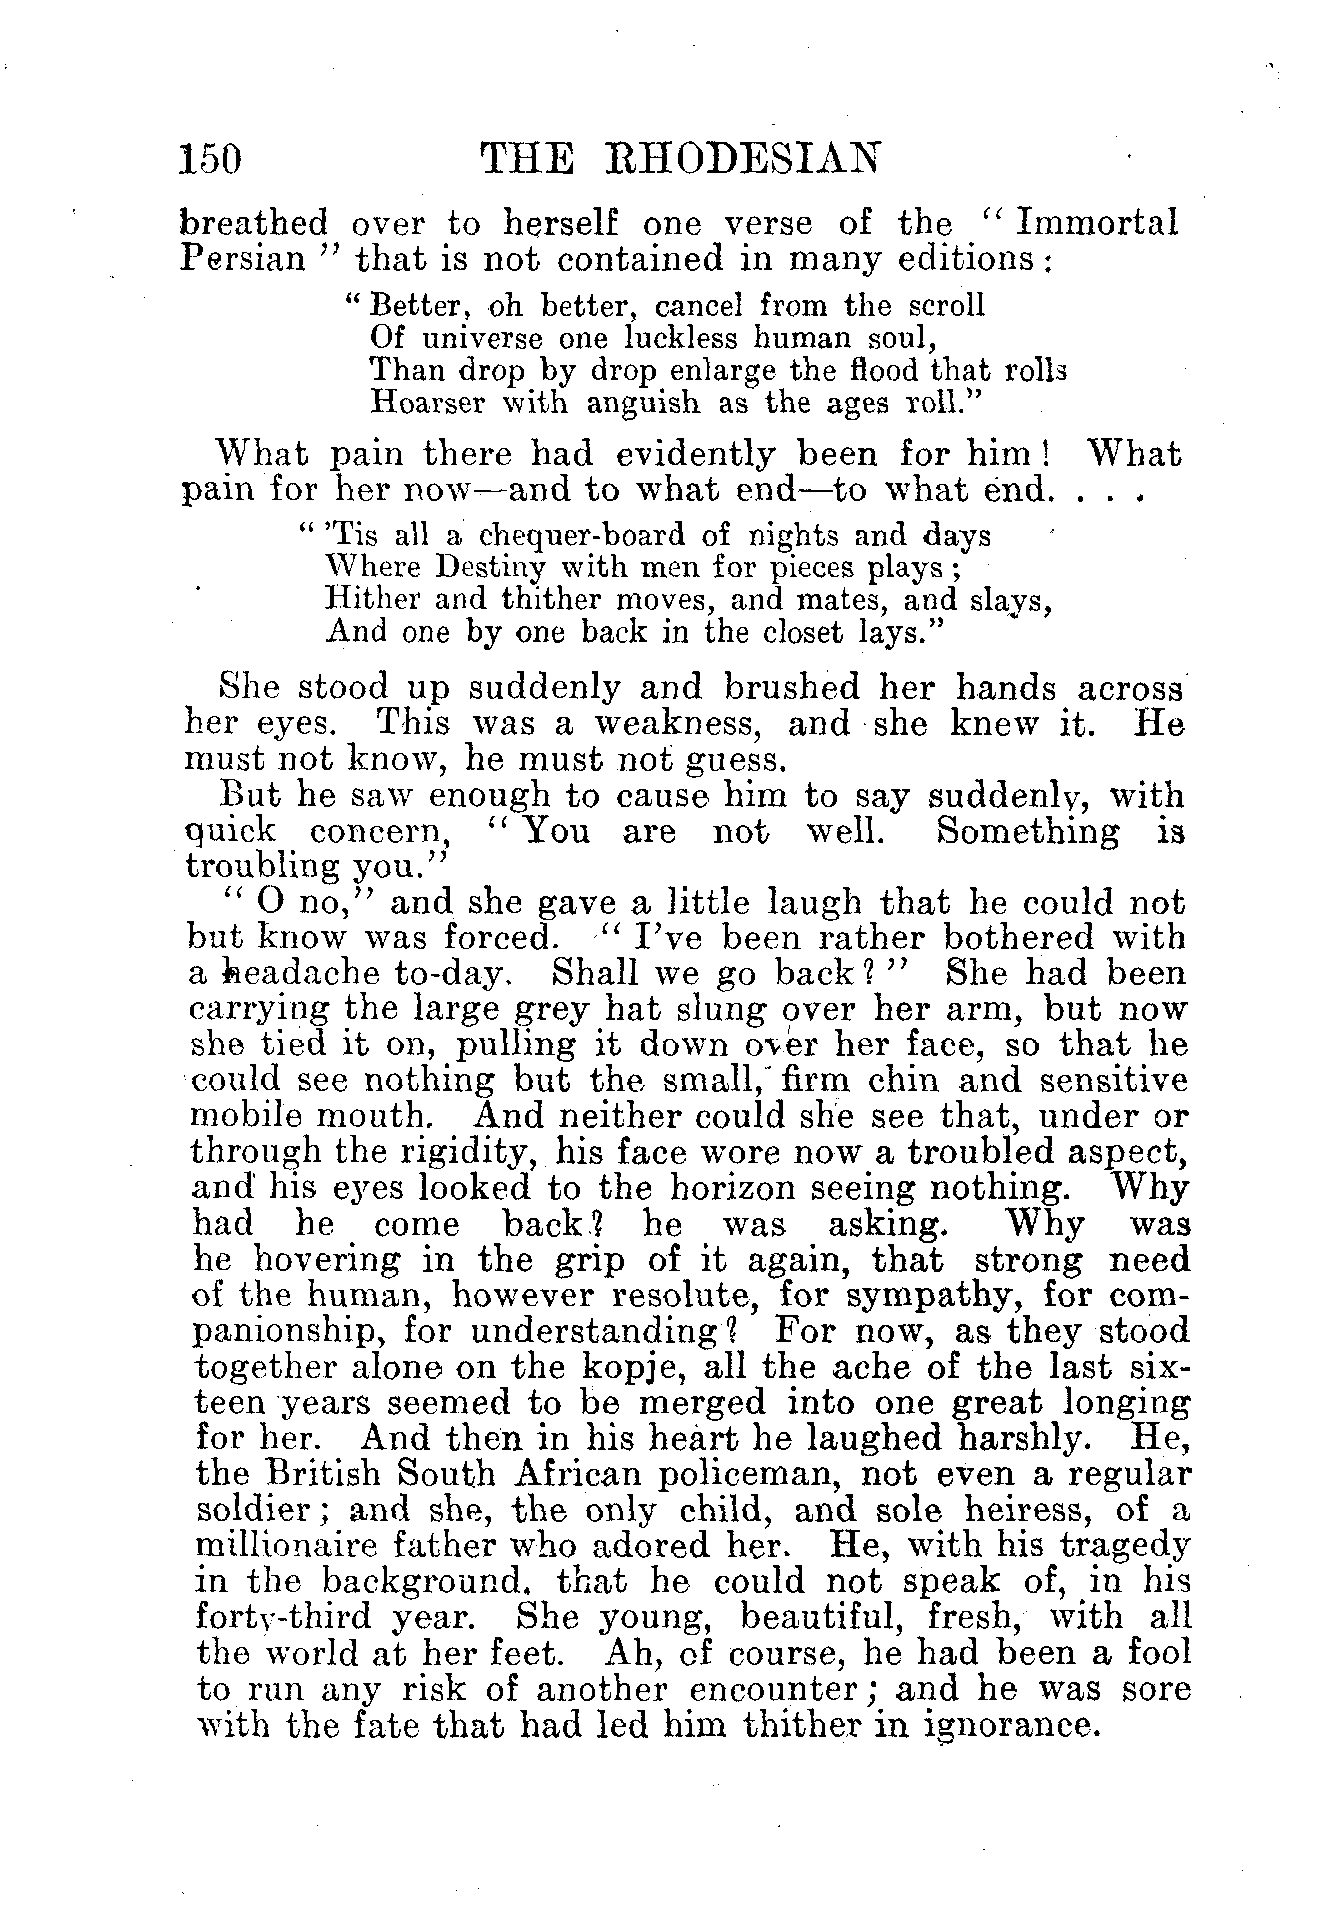 150 THE RHODESIAN
breathed over to herself one verse of the “ Immortal
Persian ” that is not contained in many editions :
“ Better, oh better, cancel from the scroll
Of universe one luckless human soul,
Than drop by drop enlarge the flood that rolls
Hoarser with anguish as the ages roll.”
What pain there had evidently been for him ! What
pain for her now—and to what end—to what end. . . .
“ ’Tis all a chequer-board of nights and days
Where Destiny with men for pieces plays ;
Hither and thither moves, and mates, and slays,
And one by one back in the closet lays.”
She stood up suddenly and brushed her hands across
her eyes. This was a weakness, and she knew it. He
must not know, he must not guess.
But he saw enough to cause him to say suddenly, with
quick concern, “ You are not well. Something is
troubling you.”
“ O no,” and she gave a little laugh that he could not
but know was forced. “ I’ve been rather bothered with
a headache to-day. Shall we go back ? ” She had been
carrying the large grey hat slung over her arm, but now
she tied it on, pulling it down over her face, so that he
could see nothing but the small, firm chin and sensitive
mobile mouth. And neither could she see that, under or
through the rigidity, his face wore now a troubled aspect,
and his eyes looked to the horizon seeing nothing. Why
had he come back ? he was asking. Why was
he hovering in the grip of it again, that strong need
of the human, however resolute, for sympathy, for com-
panionship, for understanding ? For now, as they stood
together alone on the kopje, all the ache of the last six-
teen years seemed to be merged into one great longing
for her. And then in his heart he laughed harshly. He,
the British South African policeman, not even a regular
soldier ; and she, the only child, and sole heiress, of a
millionaire father who adored her. He, with his tragedy
in the background, that he could not speak of, in his
forty-third year. She young, beautiful, fresh, with all
the world at her feet. Ah, of course, he had been a fool
to run any risk of another encounter ; and he was sore
with the fate that had led him thither in ignorance.